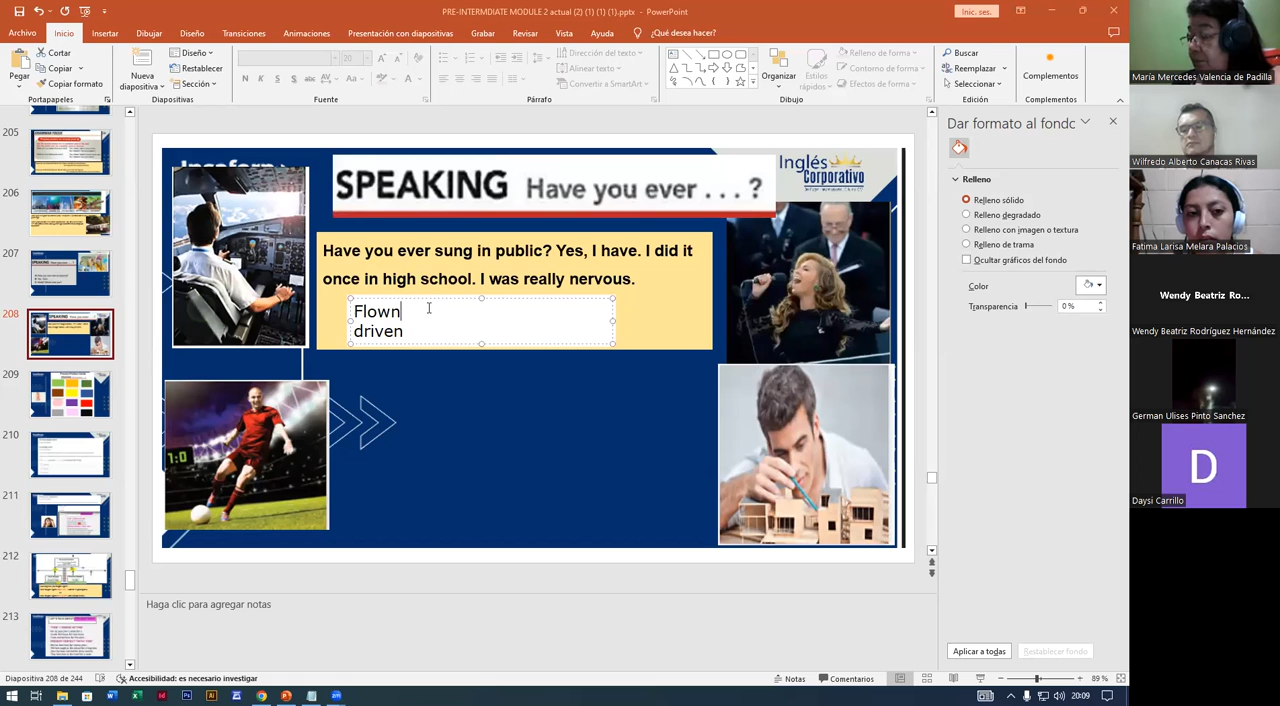 PRE-INTERMDIATE MODULE 2 actual (2) (1) (1) (1).pptx - PowerPoint
Inic. ses.
Archivo Inicio Insertar Dibujar Diseño Transiciones Animaciones Presentación con diapositivas Grabar Revisar Vista Ayuda ¿Qué desea hacer?
Pegar
Cortar
Copiar
Copiar formato
Portapapeles
Nueva diapositiva
Diseño
Restablecer
Sección
Diapositivas
20
N K S S abc AV Aa A
Fuente
Dirección del texto
Alinear texto
Convertir a SmartArt
Párrafo
Organizar
Estilos rápidos
Relleno de forma
Contorno de forma
Efectos de forma
Dibujo
Buscar
Reemplazar
Seleccionar
Edición
Complementos
Complementos
205
206
207
208
209
210
211
212
213
Inglés
Corporativo
SPEAKING Have you ever . . . ?
Have you ever sung in public? Yes, I have. I did it
once in high school. I was really nervous.
Flown
driven
1:0
Haga clic para agregar notas
Dar formato al fondo
Relleno
Relleno sólido
Relleno degradado
Relleno con imagen o textura
Relleno de trama
Ocultar gráficos del fondo
Color
Transparencia 0 %
Aplicar a todas
Restablecer fondo
María Mercedes Valencia de Padilla
Wilfredo Alberto Canacas Rivas
Fatima Larisa Melara Palacios
Wendy Beatriz Ro...
Wendy Beatriz Rodríguez Hernández
German Ulises Pinto Sanchez
D
Daysi Carrillo
Diapositiva 208 de 244
Accesibilidad: es necesario investigar
Notas
Comentarios
89 %
20:09